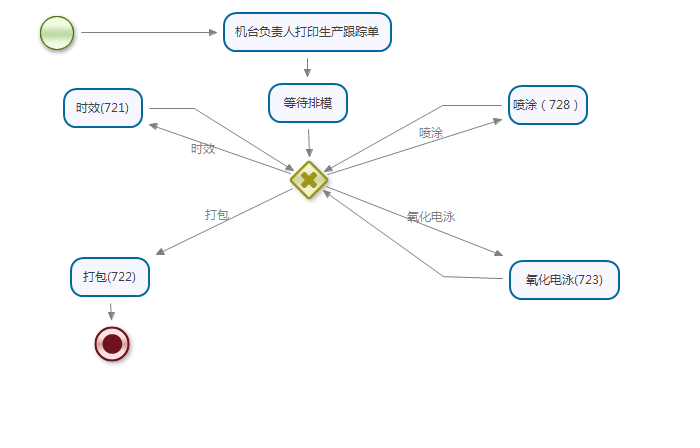 机台负责人打印生产跟踪单
等待排模
时效(721)
喷涂（728）
喷涂
时效
打包
氧化电泳
打包(722)
氧化电泳(723)